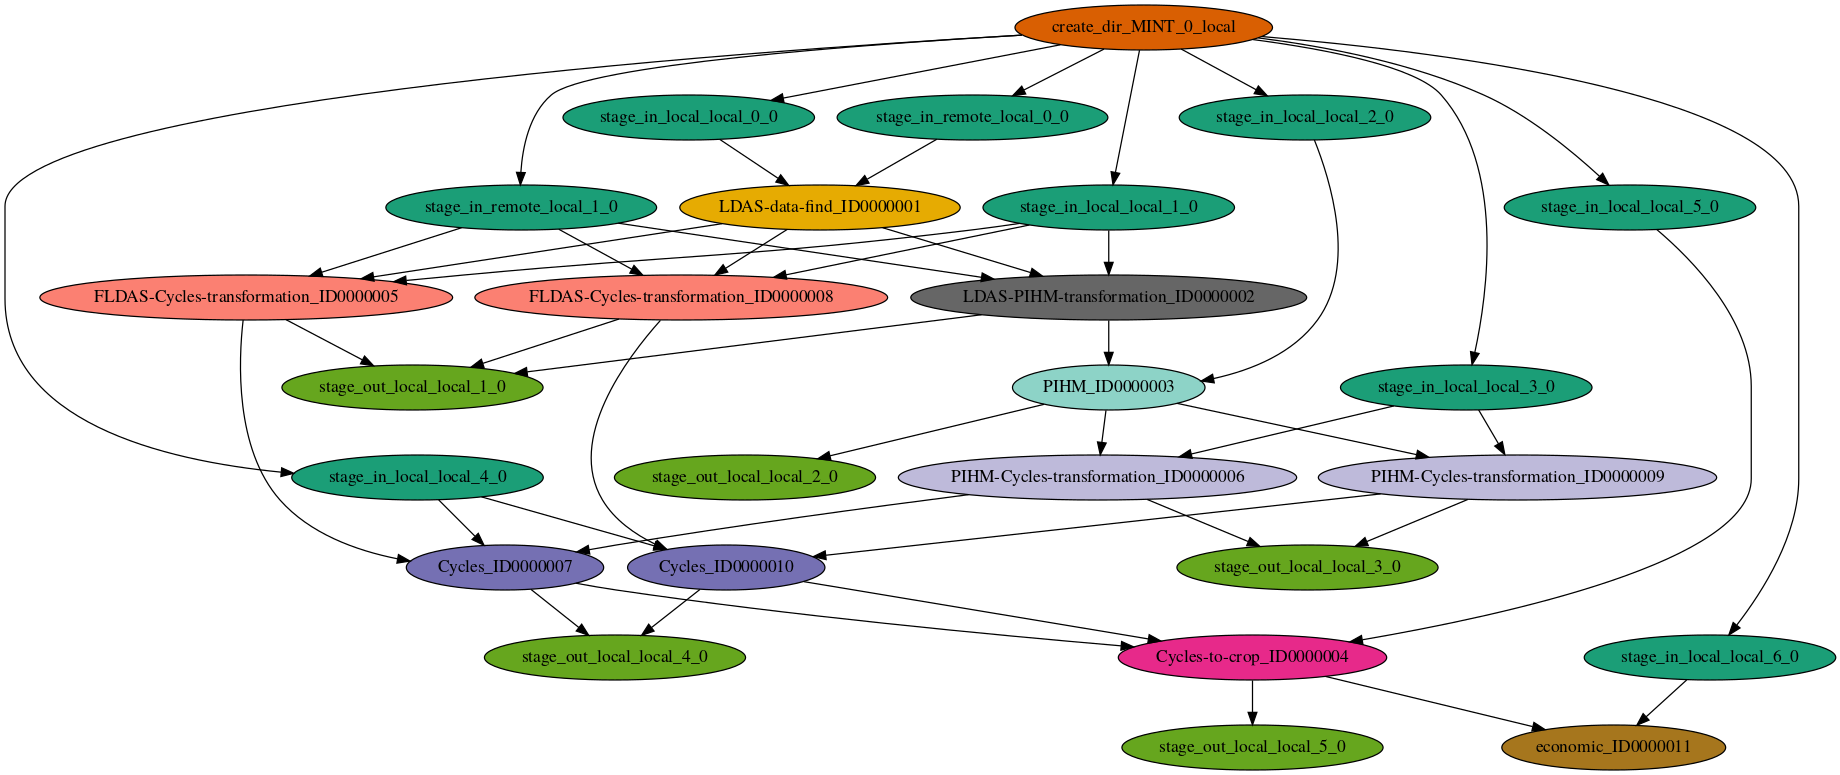 create_dir_MINT_0_local
stage_in_local_local_0_0
stage_in_remote_local_0_0
stage_in_local_local_2_0
stage_in_remote_local_1_0
LDAS-data-find_ID0000001
stage_in_local_local_1_0
stage_in_local_local_5_0
FLDAS-Cycles-transformation_ID0000005
FLDAS-Cycles-transformation_ID0000008
LDAS-PIHM-transformation_ID0000002
stage_out_local_local_1_0
PIHM_ID0000003
stage_in_local_local_3_0
stage_in_local_local_4_0
stage_out_local_local_2_0
PIHM-Cycles-transformation_ID0000006
PIHM-Cycles-transformation_ID0000009
Cycles_ID0000007
Cycles_ID0000010
stage_out_local_local_3_0
stage_out_local_local_4_0
Cycles-to-crop_ID0000004
stage_in_local_local_6_0
stage_out_local_local_5_0
economic_ID0000011